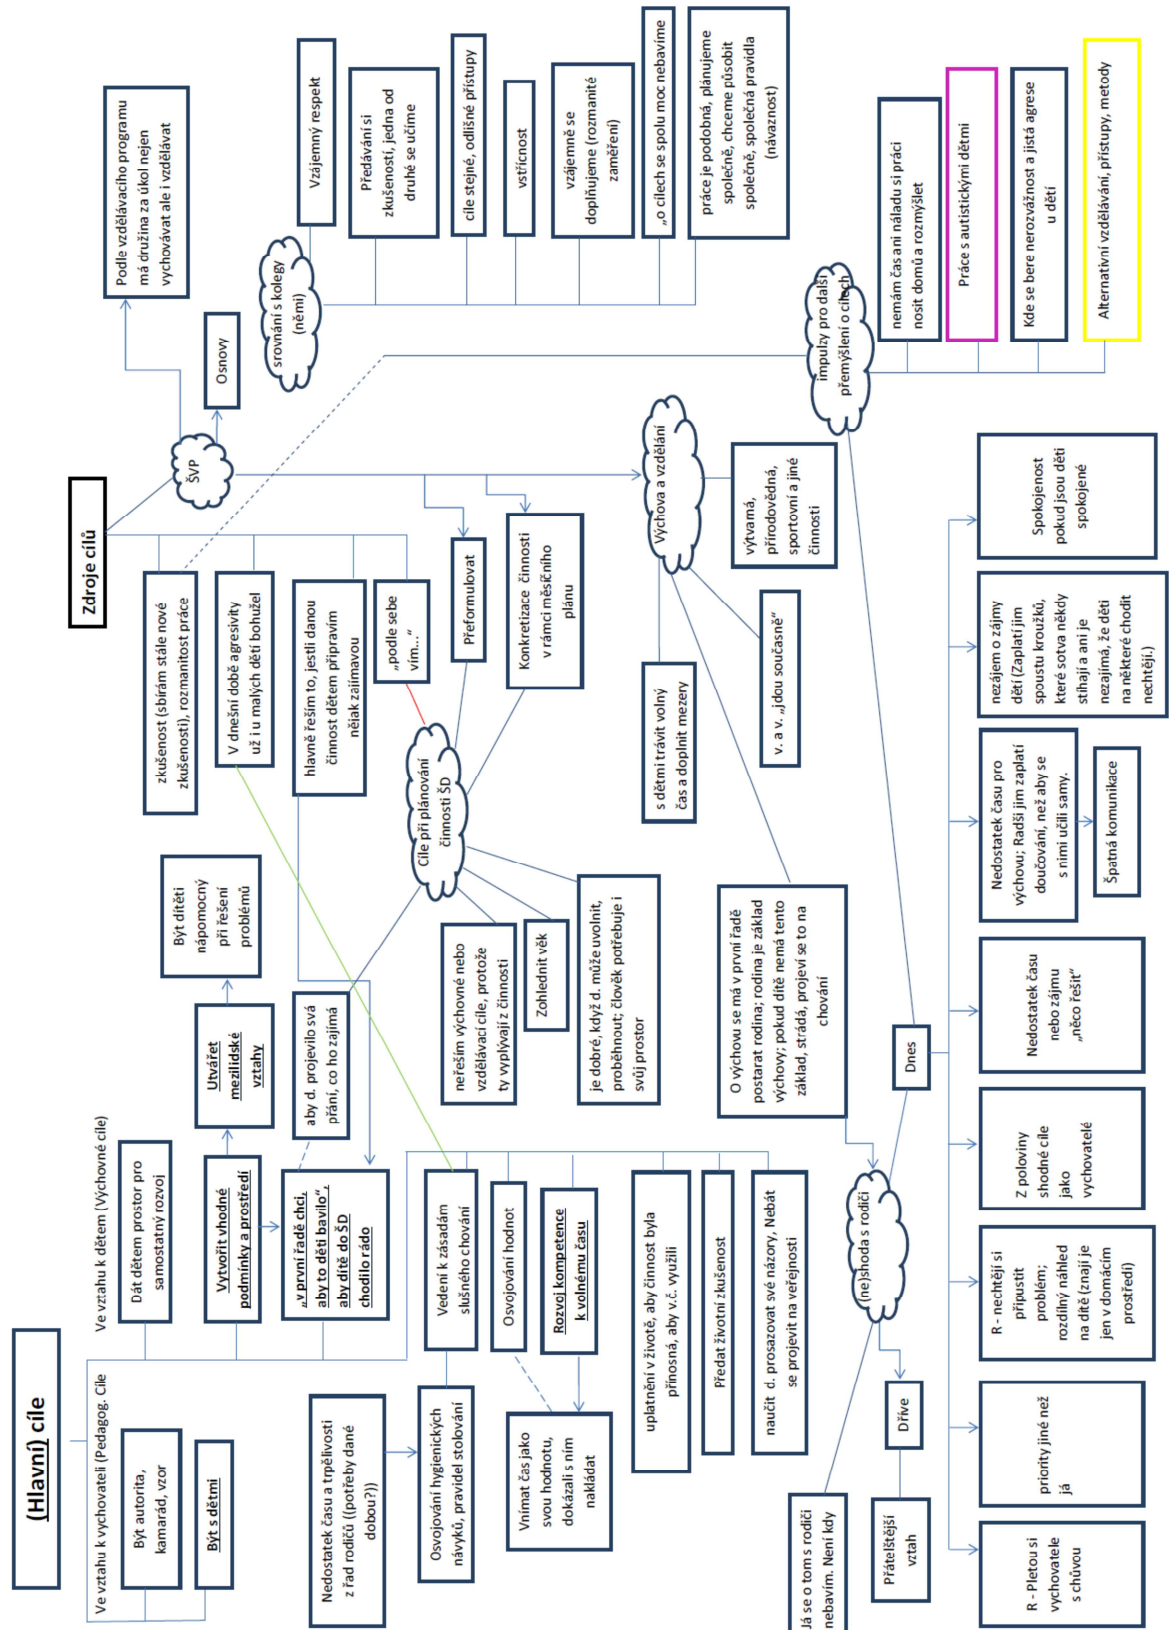 (Hlavní) cíle
Ve vztahu k vychovateli (Pedagog. Cíle
Být autorita,
kamarád, vzor
Být s dětmi
Ve vztahu k dětem (Výchovné cíle)
Dát dětem prostor pro
samostatný rozvoj
Vytvořit vhodné
podmínky a prostředí
Utvářet
mezilidské
vztahy
Být dítěti
nápomocný
při řešení
problémů
„v první řadě chci,
aby to děti bavilo“,
aby dítě do ŠD
chodilo rádo
aby d. projevilo svá
přání, co ho zajímá
Nedostatek času a trpělivosti
z řad rodičů ((potřeby dané
dobou?))
Osvojování hygienických
návyků, pravidel stolování
Vedení k zásadám
slušného chování
Osvojování hodnot
Rozvoj kompetence
k volnému času
Vnímat čas jako
svou hodnotu,
dokázali s ním
nakládat
uplatnění v životě, aby činnost byla
přínosná, aby v.č. využili
Předat životní zkušenost
naučit d. prosazovat své názory, Nebát
se projevit na veřejnosti
Zdroje cílů
zkušenost (sbírám stále nové
zkušenosti), rozmanitost práce
V dnešní době agresivity
už i u malých dětí bohužel
hlavně řeším to, jestli danou
činnost dětem připravím
nějak zajímavou
„podle sebe
vím...“
ŠVP
Podle vzdělávacího programu
má družina za úkol nejen
vychovávat ale i vzdělávat
Osnovy
Přeformulovat
Konkretizace činnosti
v rámci měsíčního
plánu
Cíle při plánování
činnosti ŠD
neřeším výchovné nebo
vzdělávací cíle, protože
ty vyplývají z činnosti
Zohlednit věk
je dobré, když d. může uvolnit,
proběhnout; člověk potřebuje i
svůj prostor
srovnání s kolegy
(němi)
Vzájemný respekt
Předávání si
zkušeností, jedna od
druhé se učíme
cíle stejné, odlišné přístupy
vstřícnost
vzájemně se
doplňujeme (rozmanité
zaměření)
„o cílech se spolu moc nebavíme
práce je podobná, plánujeme
společně, chceme působit
společně, společná pravidla
(návaznost)
Výchova a vzdělání
výtvarná,
přírodovědná,
sportovní a jiné
činnosti
s dětmi trávit volný
čas a doplnit mezery
v. a v. „jdou současně“
O výchovu se má v první řadě
postarat rodina; rodina je základ
výchovy; pokud dítě nemá tento
základ, strádá, projeví se to na
chování
impulzy pro další
přemýšlení o cílech
nemám čas ani náladu si práci
nosit domů a rozmýšlet
Práce s autistickými dětmi
Kde se bere nerozvážnost a jistá agrese
u dětí
Alternativní vzdělávání, přístupy, metody
(ne)shoda s rodiči
Já se o tom s rodiči
nebavím. Není kdy
Dříve
Přátelštější
vztah
Dnes
R - Pletou si
vychovatele
s chůvou
priority jiné než
já
R - nechtějí si
připustit
problém;
rozdílný náhled
na dítě (znají je
jen v domácím
prostředí)
Z poloviny
shodné cíle
jako
vychovatelé
Nedostatek času
nebo zájmu
„něco řešit“
Nedostatek času pro
výchovu; Radši jim zaplatí
doučování, než aby se
s nimi učili samy.
Špatná komunikace
nezájem o zájmy
dětí (Zaplatí jim
spoustu kroužků,
které sotva někdy
stíhají a ani je
nezajímá, že děti
na některé chodit
nechtějí.)
Spokojenost
pokud jsou děti
spokojené